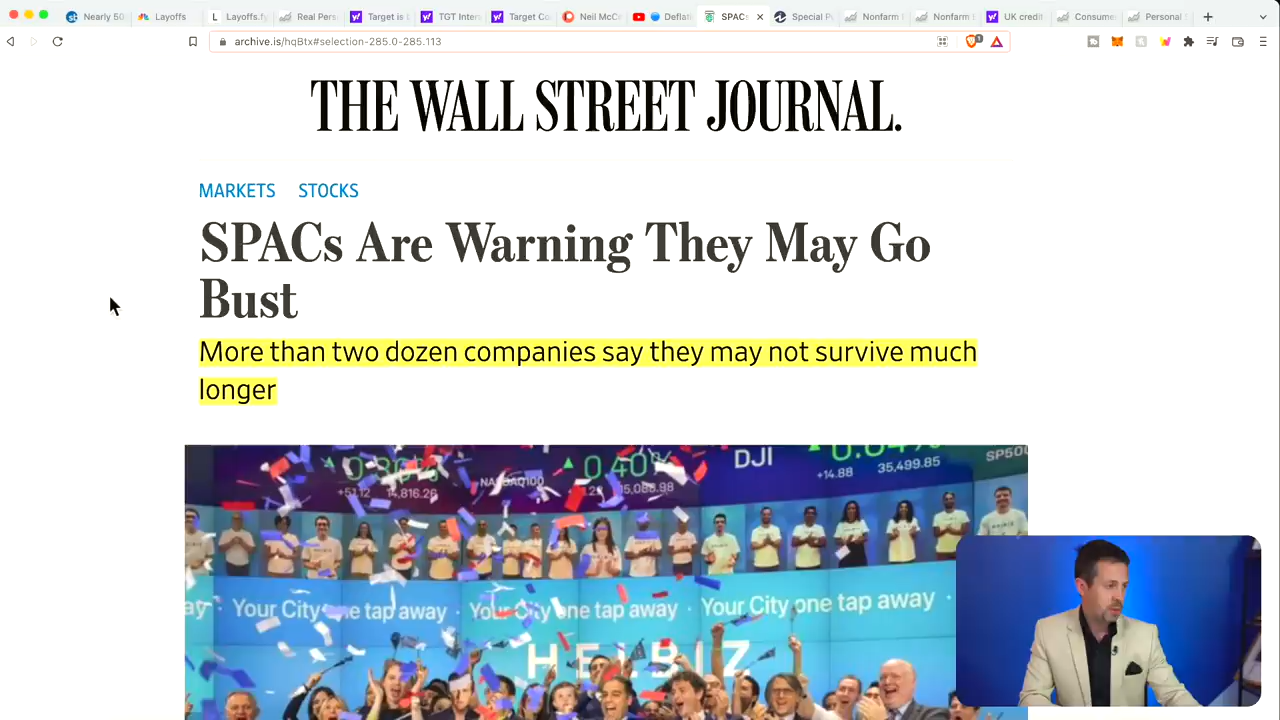 Nearly 50
Layoffs
Layoffs.f
Real Pers
Target is
TGT Inter
Target Co
Neil McC
Deflati
SPACs
Special P
Nonfarm
Nonfarm
UK credit
Consume
Personal
archive.is/hqBtx#selection-285.0-285.113
THE WALL STREET JOURNAL.
MARKETS STOCKS
SPACs Are Warning They May Go
Bust
More than two dozen companies say they may not survive much
longer
DJI
SP500
0.40%
+14.88 35,499.85
+51.12 14,816.26
NASDAQ100
15,088.98
ay · Your City one tap away · Your City one tap away · Your City one tap away ·
HELBIZ